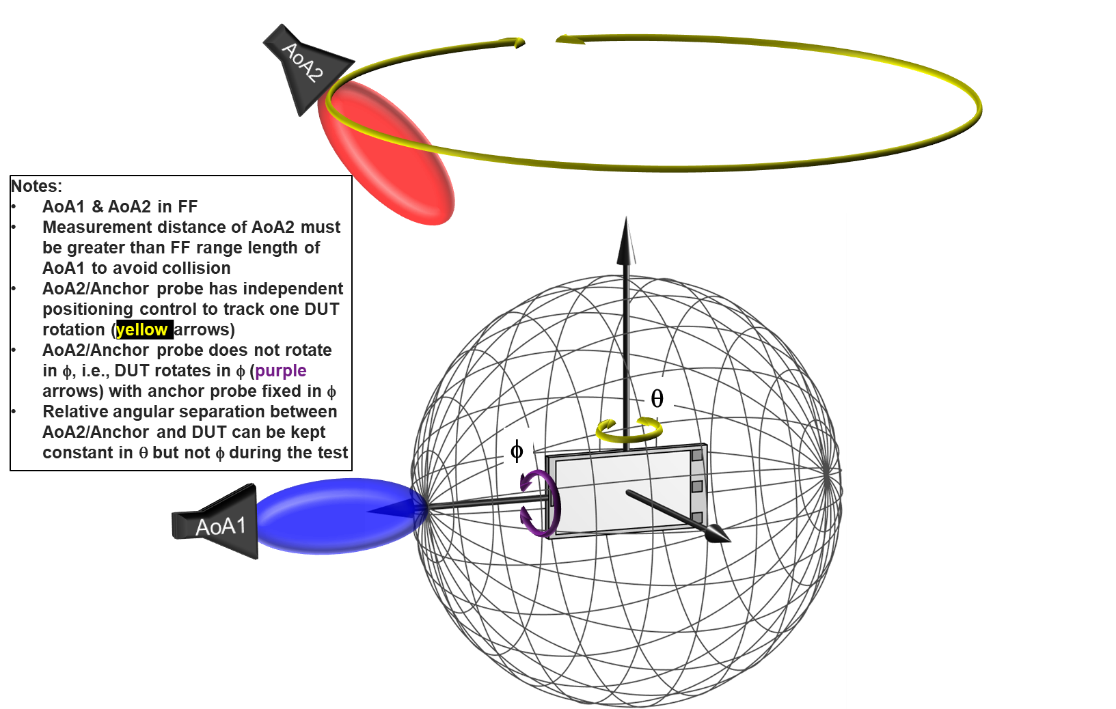 AoA2
Notes:
• AoA1 & AoA2 in FF
• Measurement distance of AoA2 must
be greater than FF range length of
AoA1 to avoid collision
• AoA2/Anchor probe has independent
positioning control to track one DUT
rotation (yellow arrows)
• AoA2/Anchor probe does not rotate
in ϕ, i.e., DUT rotates in ϕ (purple
arrows) with anchor probe fixed in ϕ
• Relative angular separation between
AoA2/Anchor and DUT can be kept
constant in θ but not ϕ during the test
θ
ϕ
AoA1